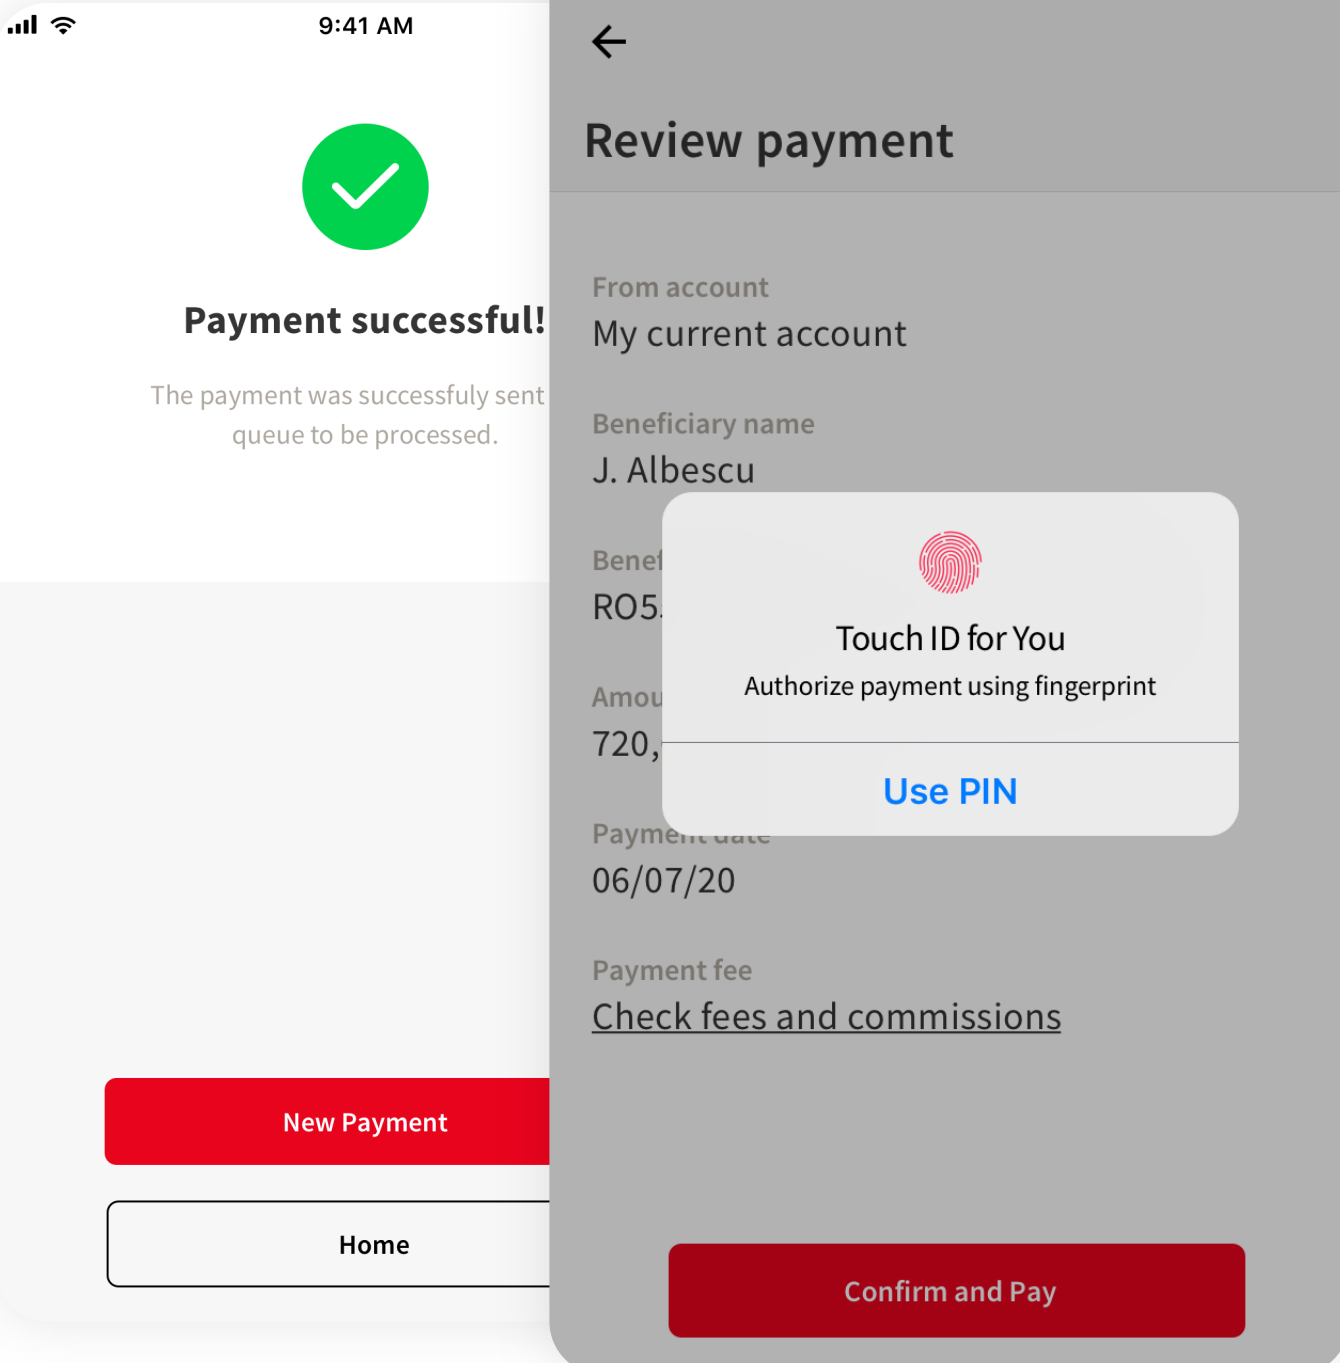 9:41 AM
Payment successful!
The payment was successfuly sent
queue to be processed.
New Payment
Home
Review payment
From account
My current account
Beneficiary name
J. Albescu
Touch ID for You
Authorize payment using fingerprint
Use PIN
Payment date
06/07/20
Payment fee
Check fees and commissions
Confirm and Pay